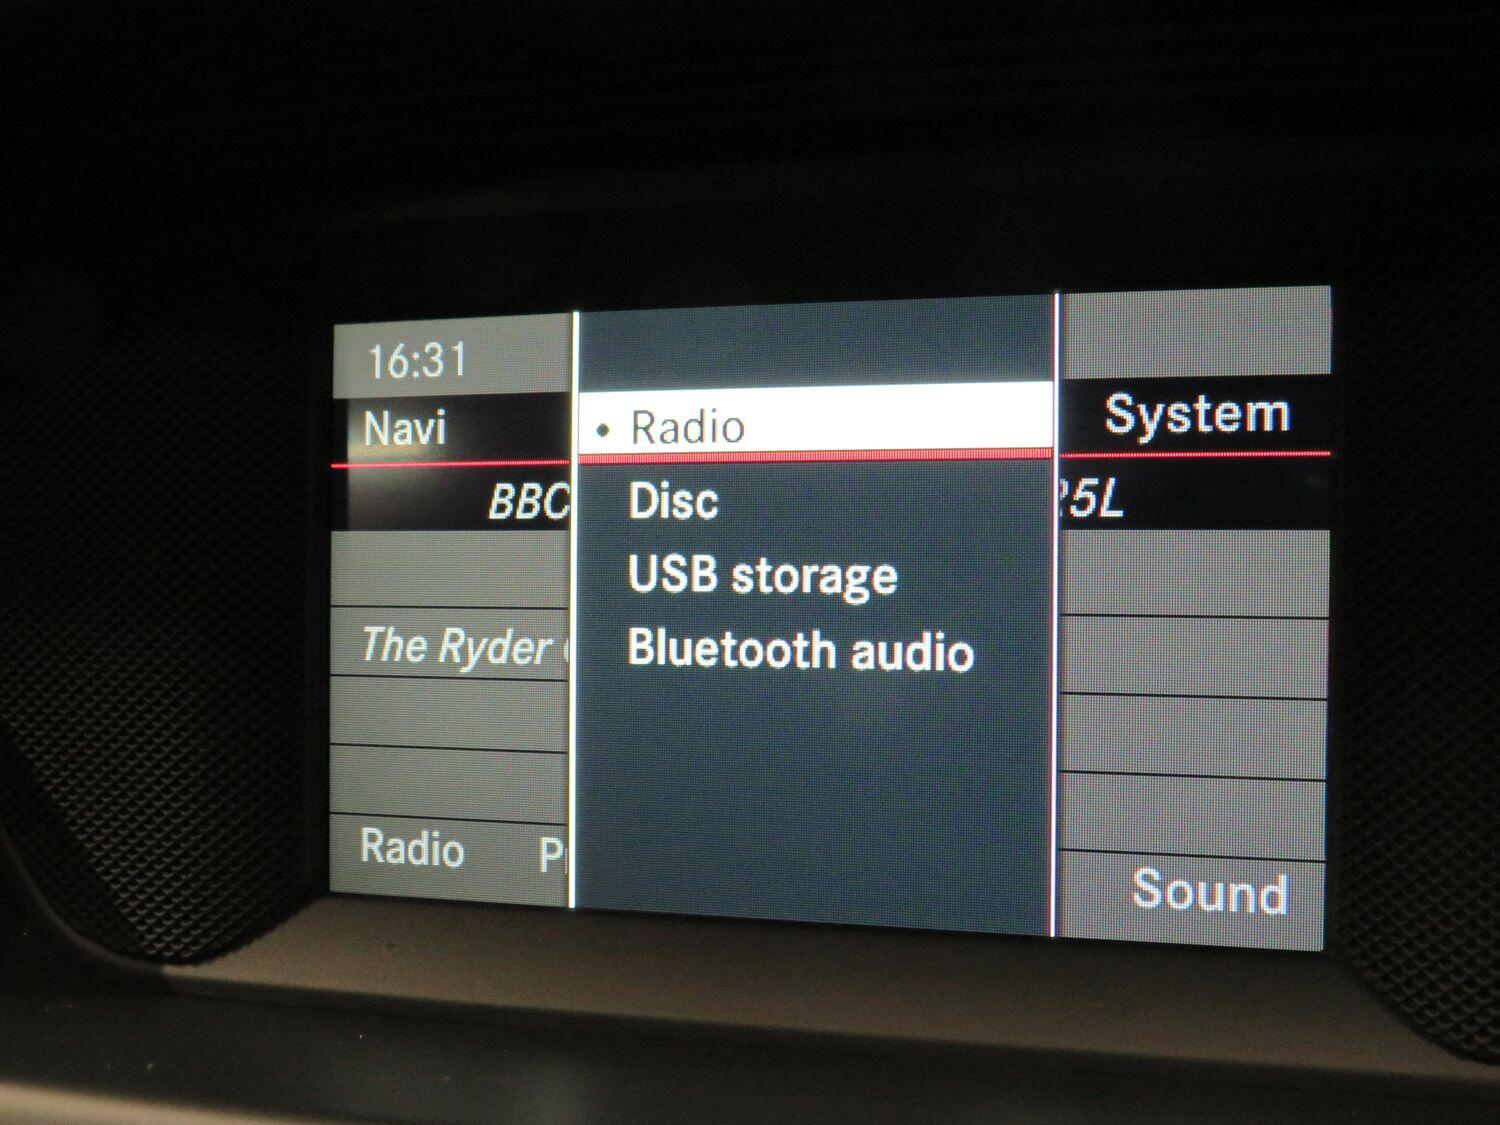 16:31
Navi
• Radio
System
BBC
25L
Disc
USB storage
The Ryder
Bluetooth audio
Radio
Sound